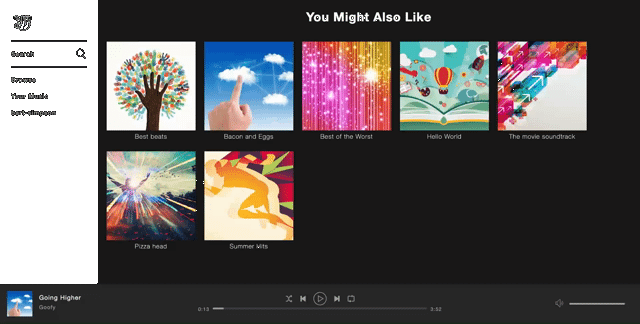 You Might Also Like
Search
Browse
Your Music
bart-simpson
Best beats
Bacon and Eggs
Best of the Worst
Hello World
The movie soundtrack
Pizza head
Summer Hits
Going Higher
Goofy
0:13
3:52